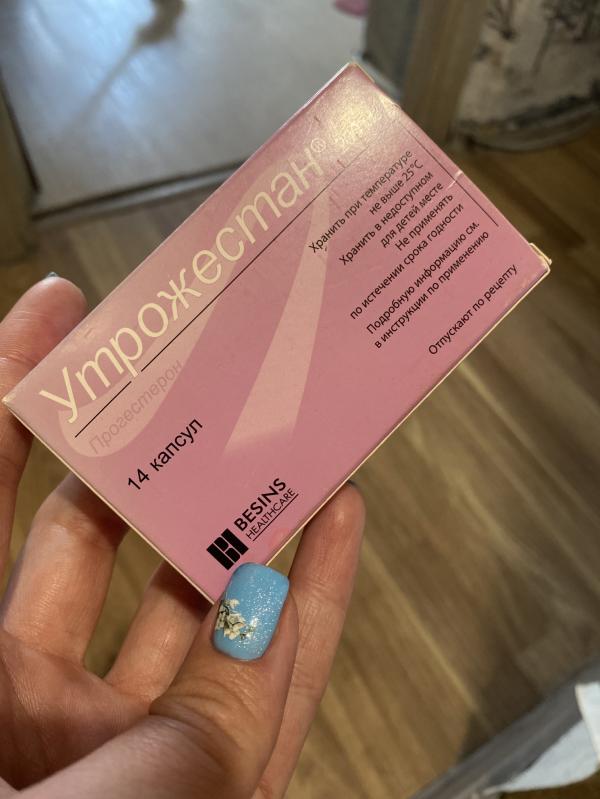 Утрожестан®
Прогестерон
14 капсул
BESINS
HEALTHCARE
Хранить при температуре
не выше 25°С
Хранить в недоступном
для детей месте
Не применять
по истечении срока годности
Подробную информацию см.
в инструкции по применению
Отпускают по рецепту